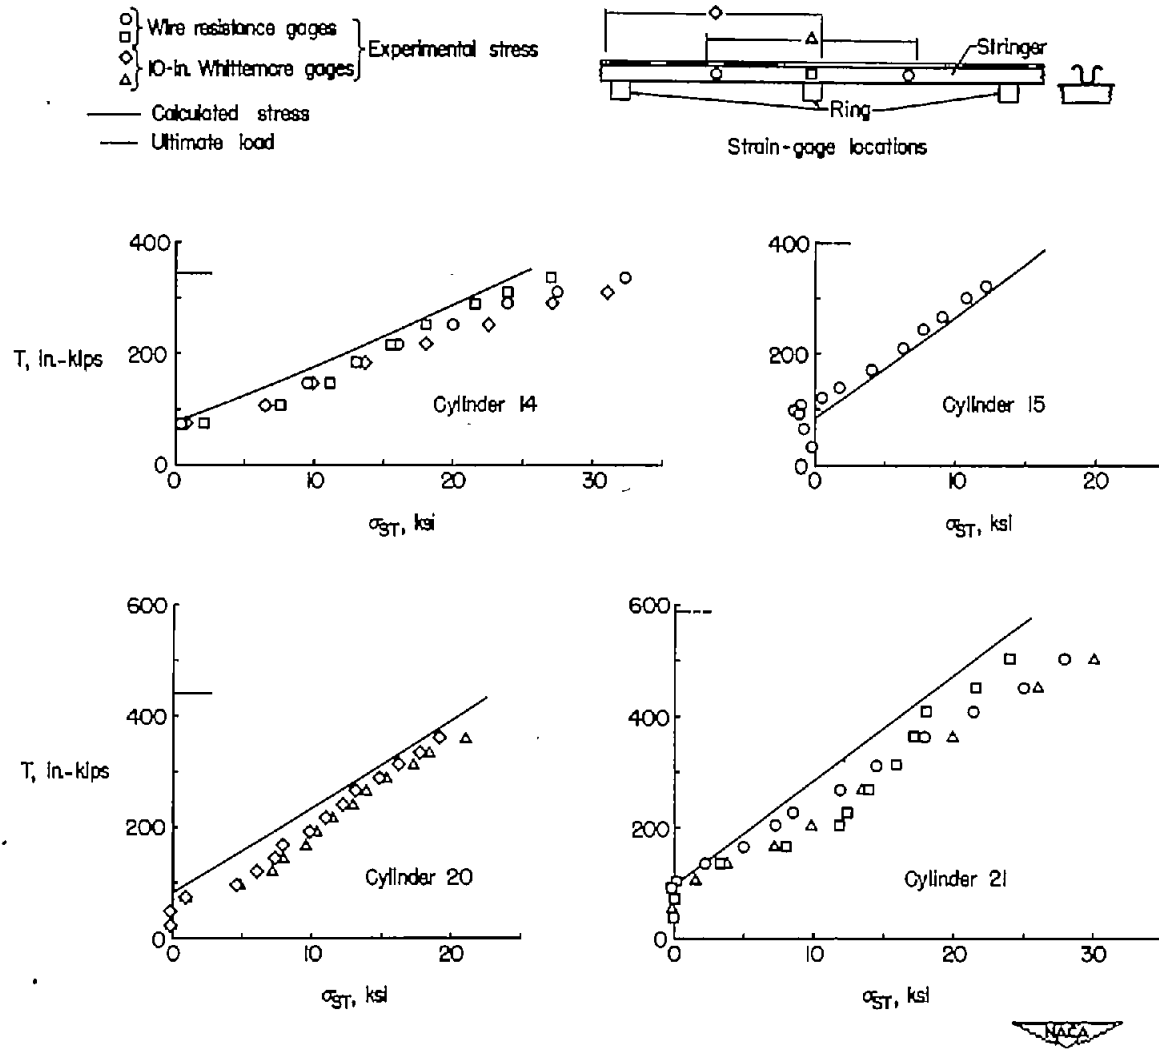 Wire resistance gages
10-in. Whittemore gages
Experimental stress
Calculated stress
Ultimate load
Stringer
Ring
Strain-gage locations
400
200
0
T, in.-kips
0 10 20 30
σST, ksi
Cylinder 14
400
200
0
0 10 20
σST, ksi
Cylinder 15
600
400
200
0
T, in.-kips
0 10 20
σST, ksi
Cylinder 20
600
400
200
0
0 10 20 30
σST, ksi
Cylinder 21
NACA